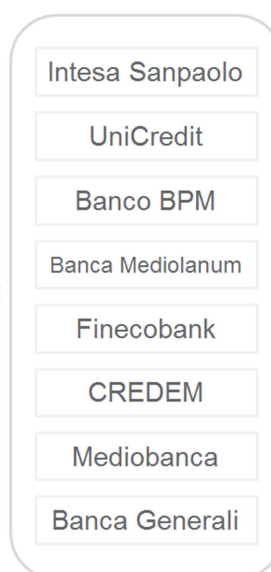 Intesa Sanpaolo
UniCredit
Banco BPM
Banca Mediolanum
Finecobank
CREDEM
Mediobanca
Banca Generali